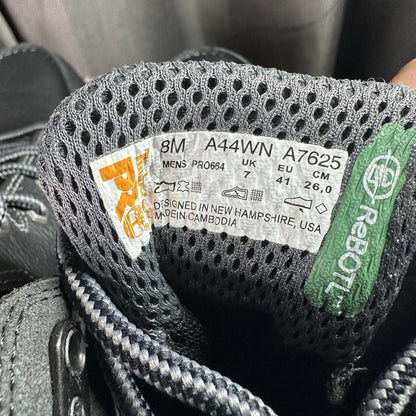 8M A44WN A7625
MENS PRO664 UK EU CM
7 41 26,0
DESIGNED IN NEW HAMPSHIRE, USA
MADE IN CAMBODIA
PRO
ReBOTL